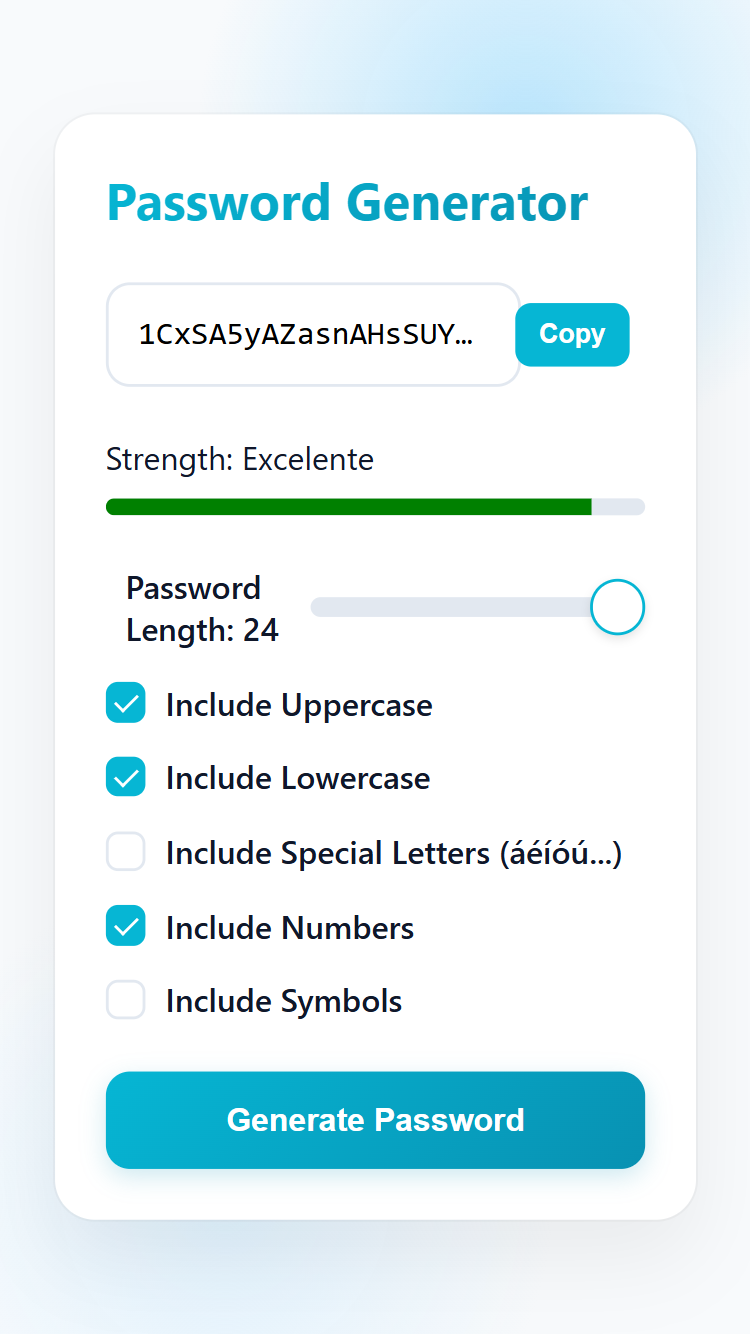 Password Generator
1CxSA5yAZasnAHsSUY…
Copy
Strength: Excelente
Password
Length: 24
Include Uppercase
Include Lowercase
Include Special Letters (áéíóú...)
Include Numbers
Include Symbols
Generate Password